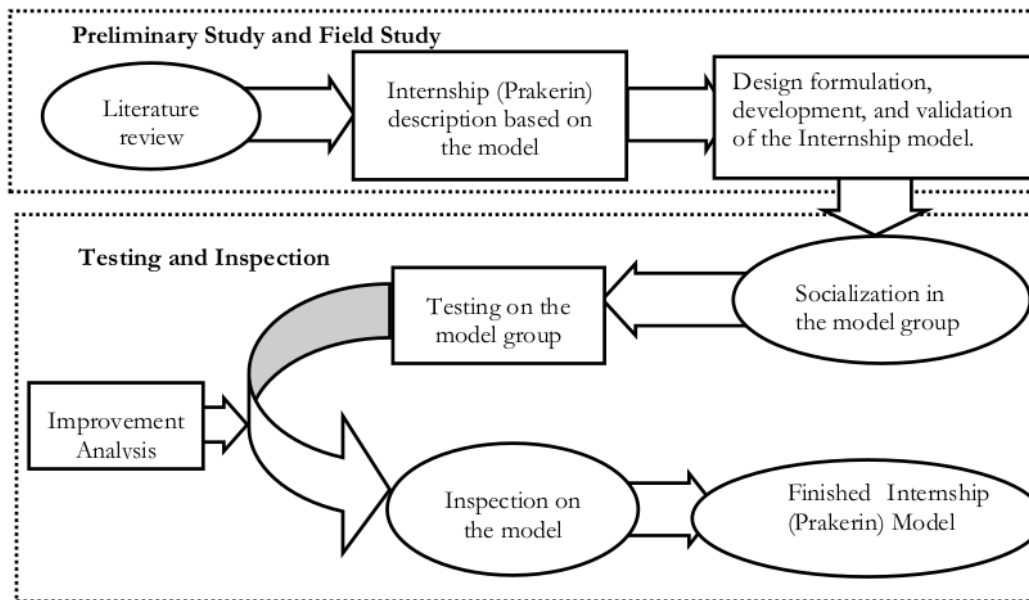 Preliminary Study and Field Study
Literature
review
Internship (Prakerin)
description based on
the model
Design formulation,
development, and validation
of the Internship model.
Testing and Inspection
Socialization in
the model group
Testing on the
model group
Improvement
Analysis
Inspection on
the model
Finished Internship
(Prakerin) Model